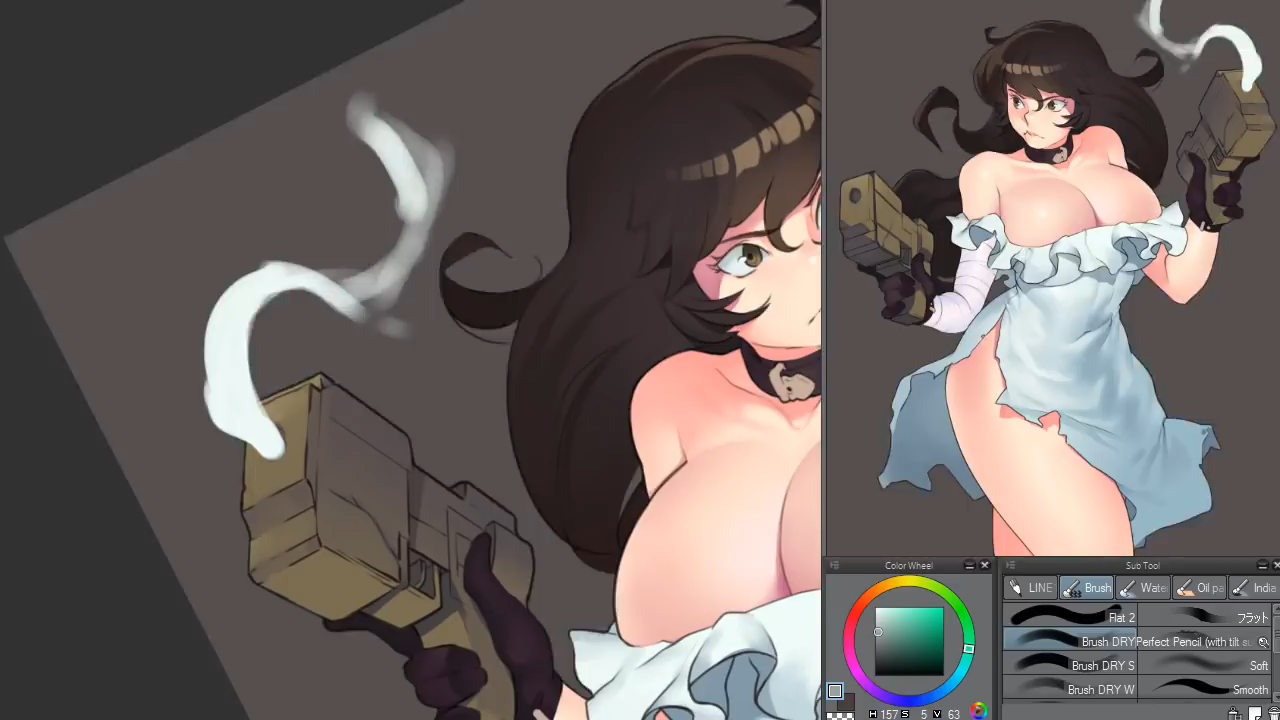 Color Wheel
Sub Tool
LINE Brush Wate Oil pa India
Flat 2 フラット
Brush DRY Perfect Pencil (with tilt su
Brush DRY S Soft
Brush DRY W Smooth
H 157 S 5 V 63